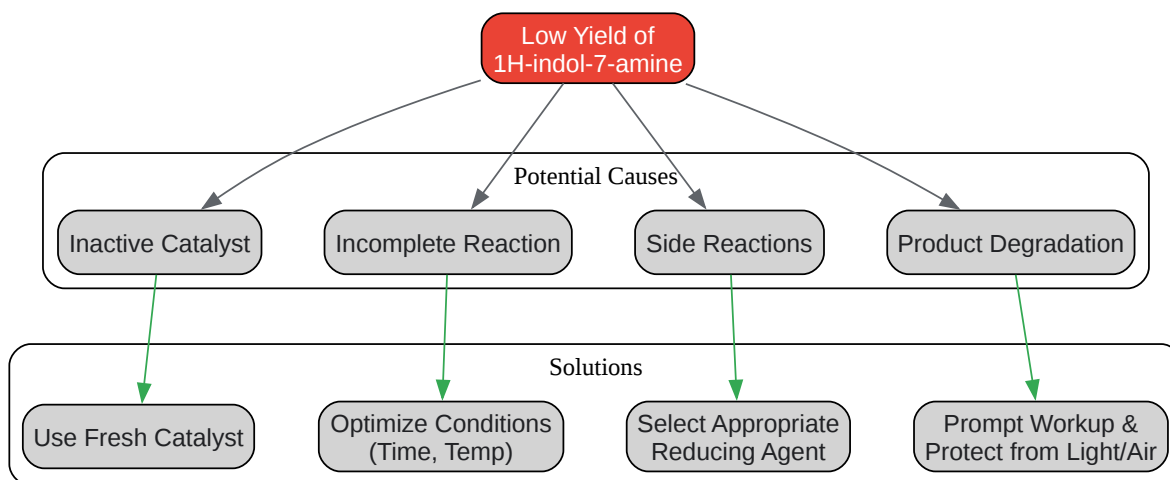 Low Yield of
1H-indol-7-amine
Potential Causes
Inactive Catalyst
Incomplete Reaction
Side Reactions
Product Degradation
Solutions
Use Fresh Catalyst
Optimize Conditions
(Time, Temp)
Select Appropriate
Reducing Agent
Prompt Workup &
Protect from Light/Air